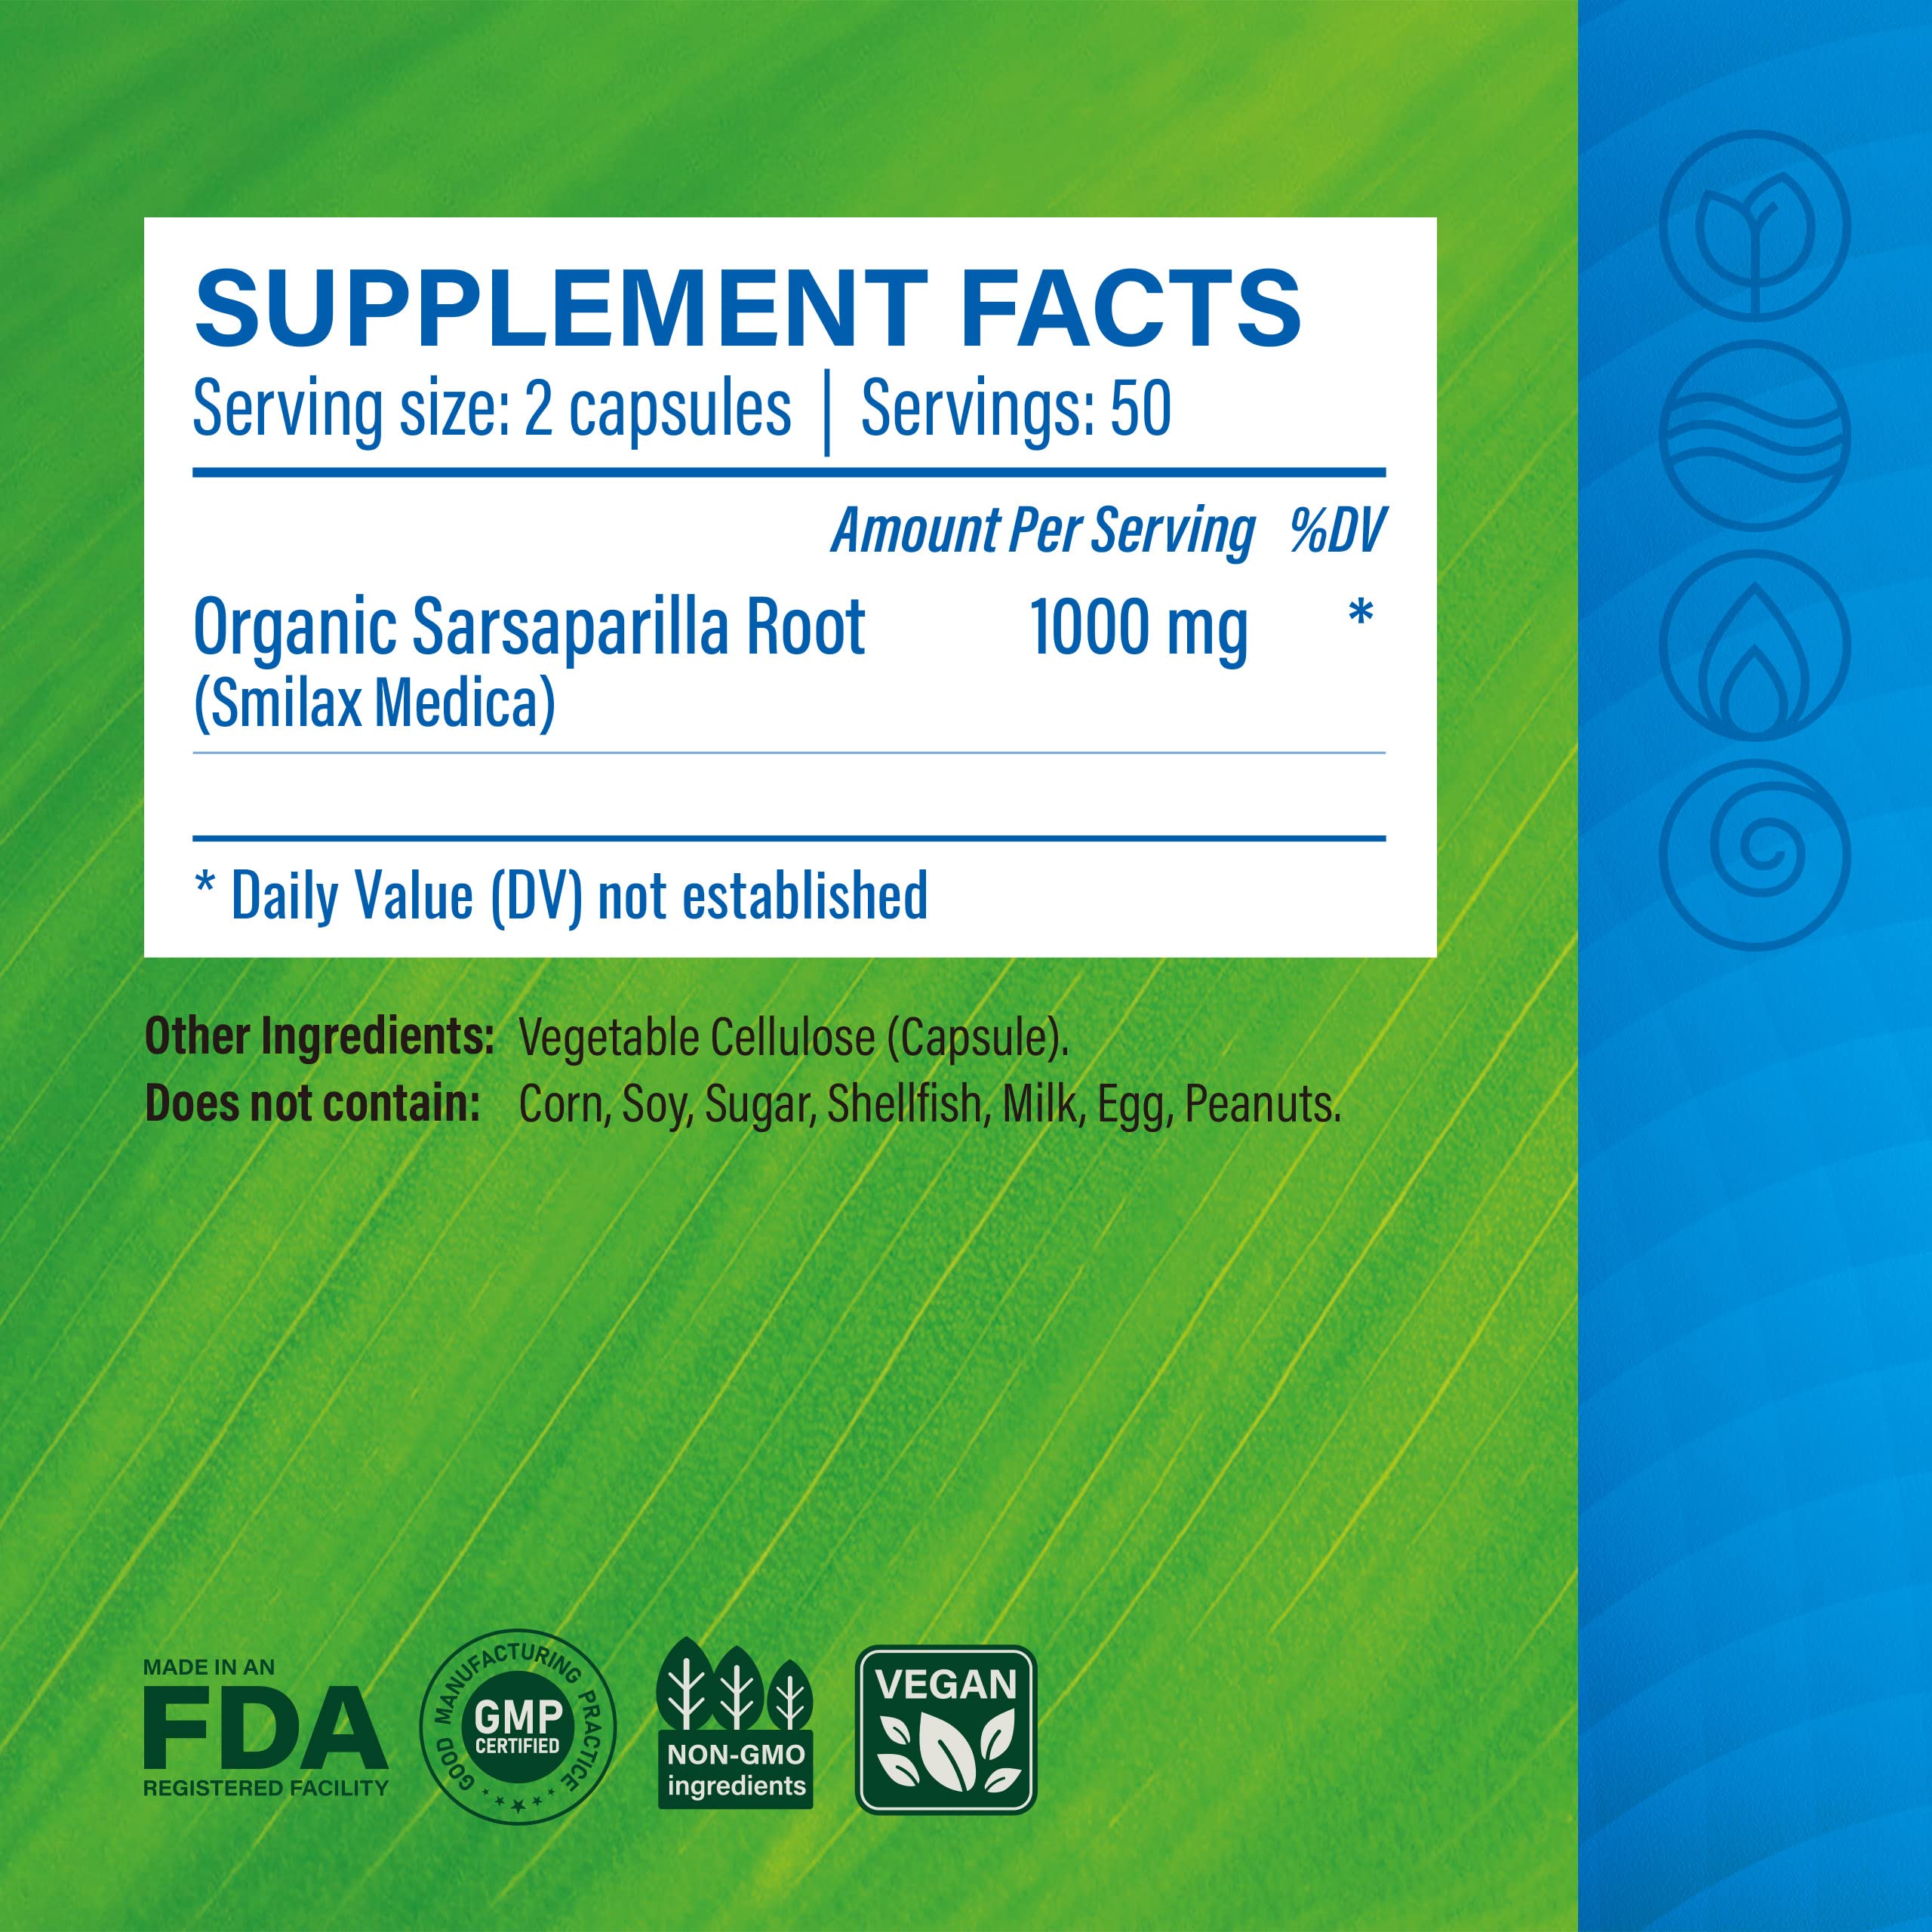 SUPPLEMENT FACTS
Serving size: 2 capsules | Servings: 50
Amount Per Serving %DV
Organic Sarsaparilla Root 1000 mg *
(Smilax Medica)
* Daily Value (DV) not established
Other Ingredients: Vegetable Cellulose (Capsule).
Does not contain: Corn, Soy, Sugar, Shellfish, Milk, Egg, Peanuts.
MADE IN AN
FDA
REGISTERED FACILITY
GOOD MANUFACTURING PRACTICE
GMP
CERTIFIED
NON-GMO
ingredients
VEGAN